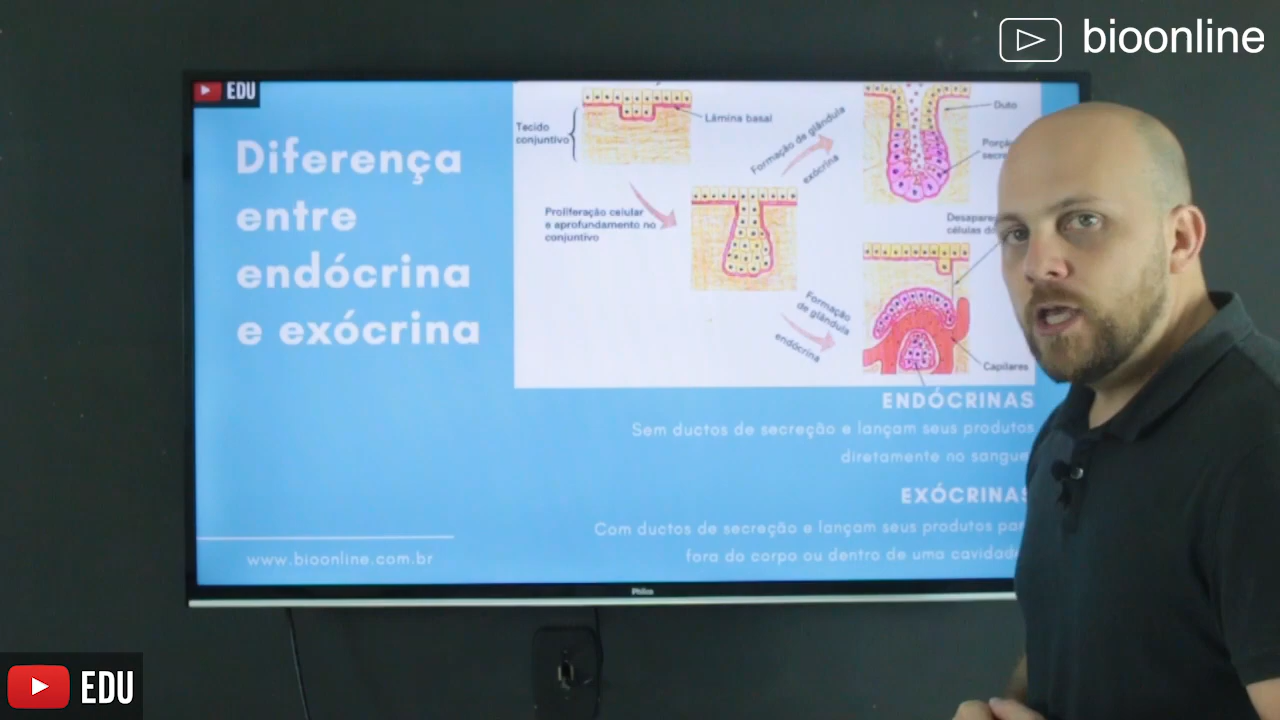 bioonline
EDU
Diferença
entre
endócrina
e exócrina
Tecido
conjuntivo
Lâmina basal
Proliferação celular
e aprofundamento no
conjuntivo
Formação de glândula
exócrina
Duto
Formação
de
glândula
endócrina
Capilares
ENDÓCRINAS
Sem ductos de secreção e lançam seus produtos
diretamente no sangue
EXÓCRINAS
Com ductos de secreção e lançam seus produtos
fora do corpo ou dentro de uma cavidade
www.bioonline.com.br
Philco
EDU